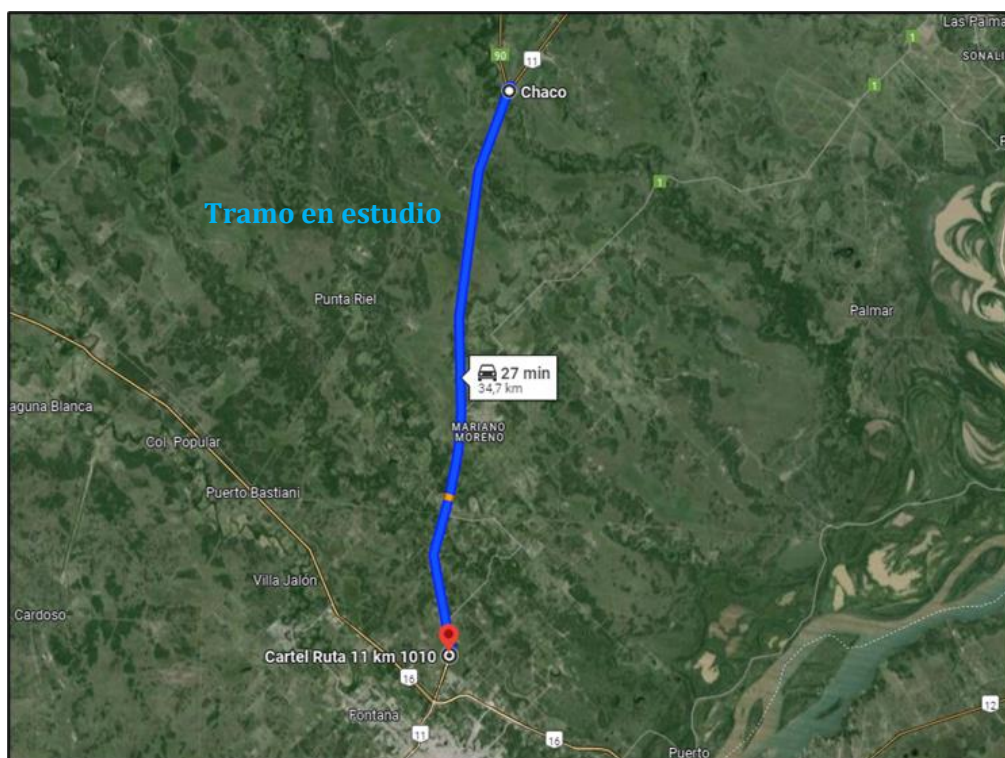 Las Palma
1
SONALI
90
11
1
Chaco
1
Tramo en estudio
Punta Riel
Palmar
27 min
34,7 km
aguna Blanca
MARIANO
MORENO
Col. Popular
Puerto Bastiani
Villa Jalón
Cardoso
Cartel Ruta 11 km 1010
16
Fontana
11
16
12
Puerto